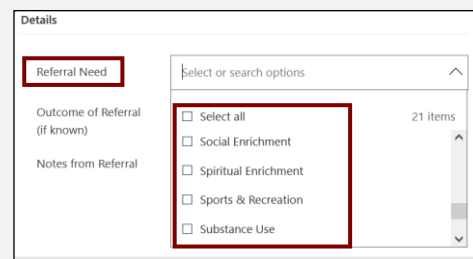 Details
Referral Need
Select or search options
Select all
21 items
Social Enrichment
Spiritual Enrichment
Sports & Recreation
Substance Use
Outcome of Referral
(if known)
Notes from Referral